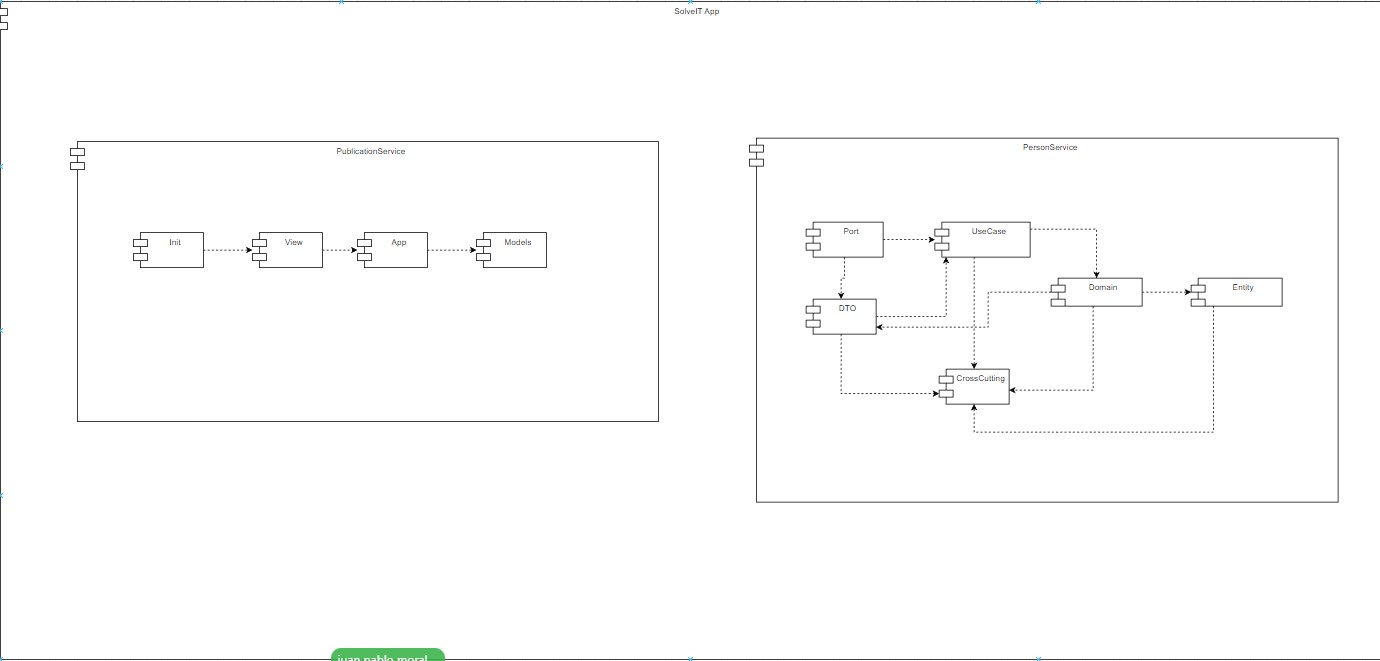 SolveIT App
PublicationService
Init
View
App
Models
PersonService
Port
UseCase
Domain
Entity
DTO
CrossCutting
juan pablo moral